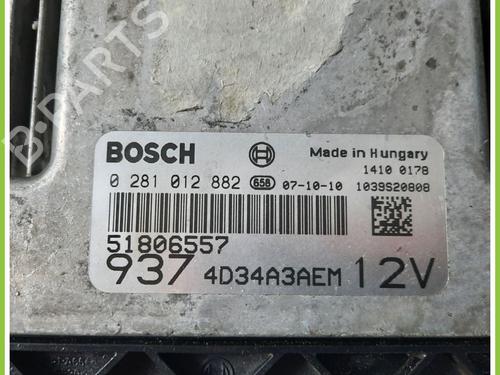 B-PARTS
BOSCH Made in Hungary
1410 0178
0 281 012 882 658 07-10-10 1039S20808
51806557
937 4D34A3AEM 12V